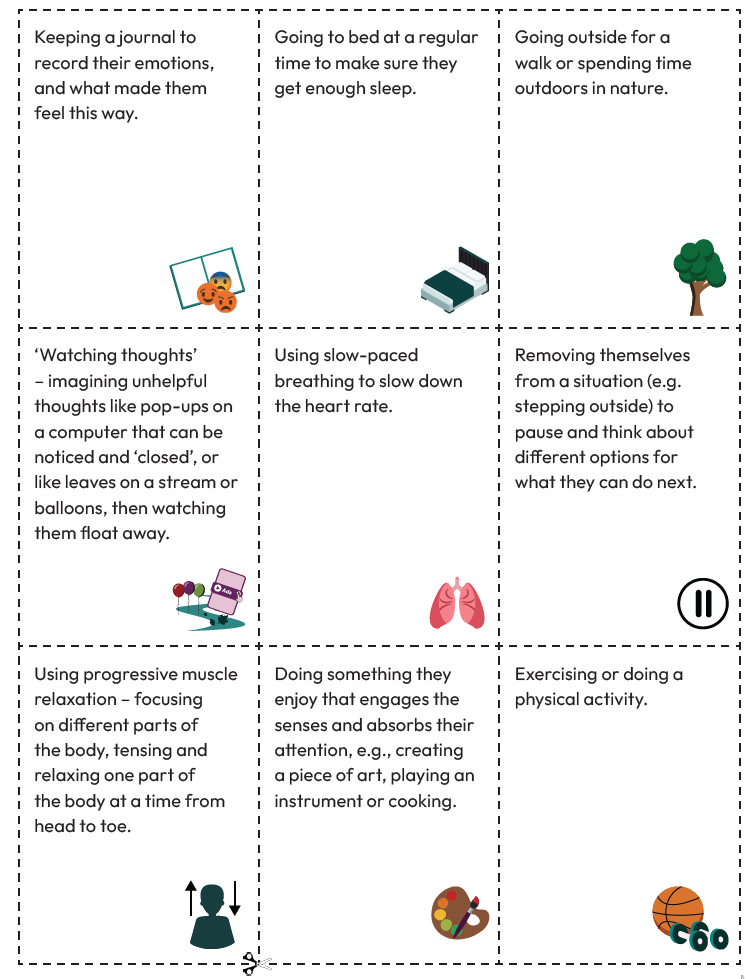 Keeping a journal to
record their emotions,
and what made them
feel this way.
Going to bed at a regular
time to make sure they
get enough sleep.
Going outside for a
walk or spending time
outdoors in nature.
‘Watching thoughts’
– imagining unhelpful
thoughts like pop-ups on
a computer that can be
noticed and ‘closed’, or
like leaves on a stream or
balloons, then watching
them float away.
Ads
Using slow-paced
breathing to slow down
the heart rate.
Removing themselves
from a situation (e.g.
stepping outside) to
pause and think about
different options for
what they can do next.
Using progressive muscle
relaxation – focusing
on different parts of
the body, tensing and
relaxing one part of
the body at a time from
head to toe.
Doing something they
enjoy that engages the
senses and absorbs their
attention, e.g., creating
a piece of art, playing an
instrument or cooking.
Exercising or doing a
physical activity.